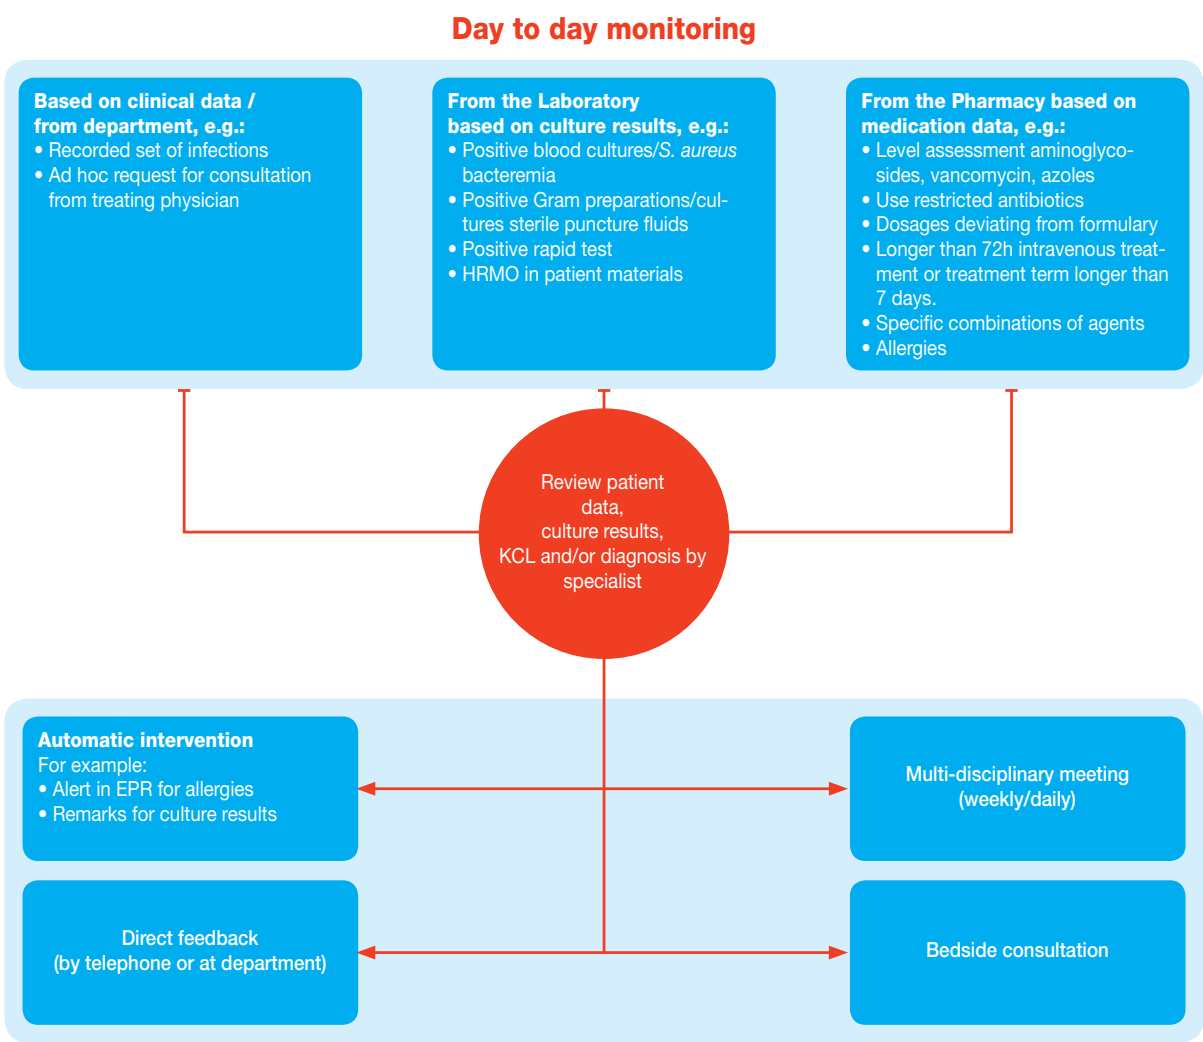 Day to day monitoring
Based on clinical data /
from department, e.g.:
• Recorded set of infections
• Ad hoc request for consultation
from treating physician
From the Laboratory
based on culture results, e.g.:
• Positive blood cultures/S. aureus
bacteremia
• Positive Gram preparations/cul-
tures sterile puncture fluids
• Positive rapid test
• HRMO in patient materials
From the Pharmacy based on
medication data, e.g.:
• Level assessment aminoglyco-
sides, vancomycin, azoles
• Use restricted antibiotics
• Dosages deviating from formulary
• Longer than 72h intravenous treat-
ment or treatment term longer than
7 days.
• Specific combinations of agents
• Allergies
Review patient
data,
culture results,
KCL and/or diagnosis by
specialist
Automatic intervention
For example:
• Alert in EPR for allergies
• Remarks for culture results
Multi-disciplinary meeting
(weekly/daily)
Direct feedback
(by telephone or at department)
Bedside consultation